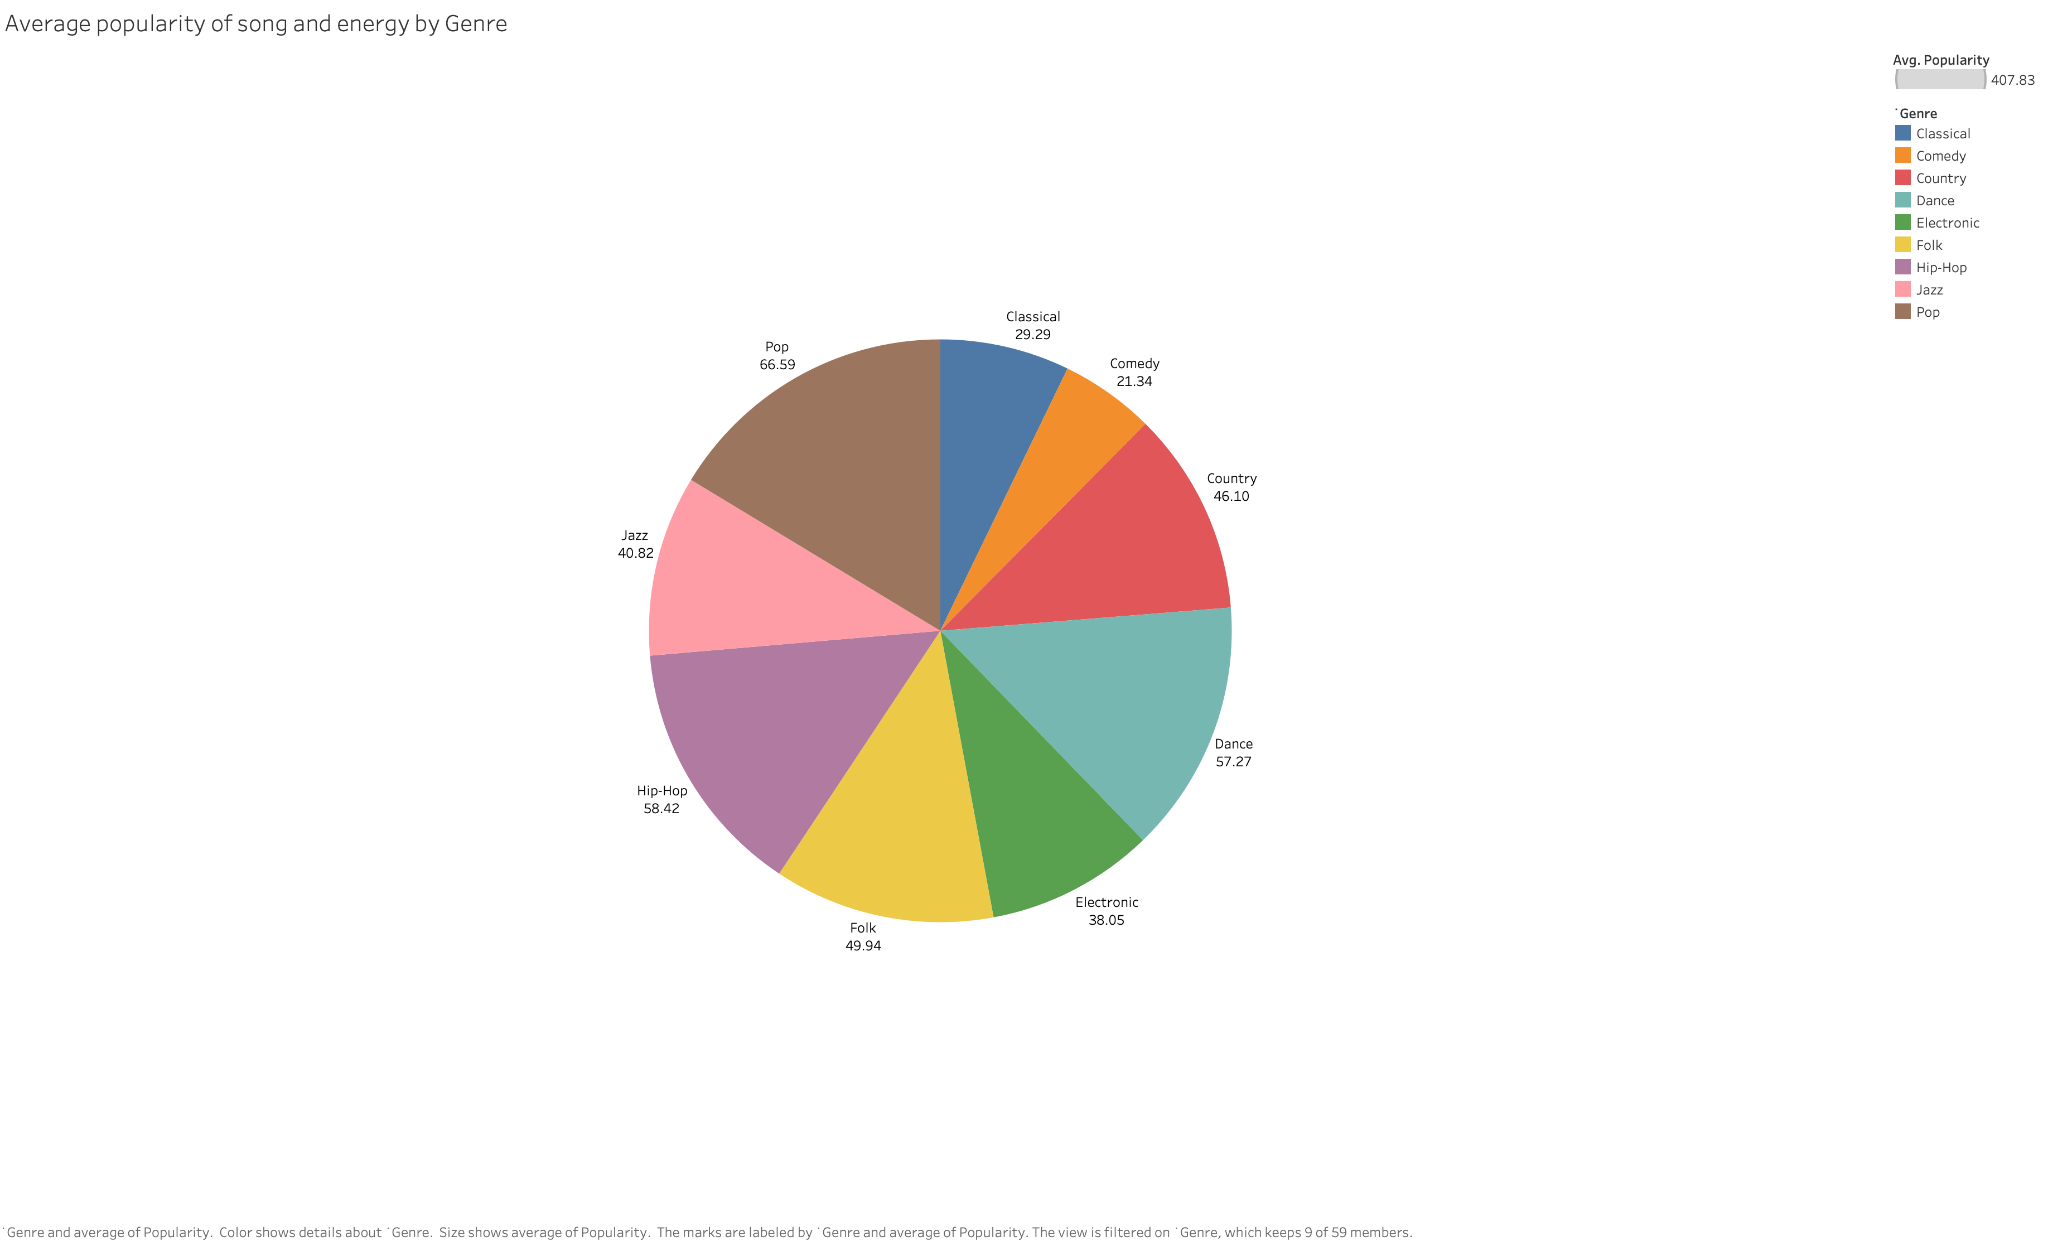 Average popularity of song and energy by Genre
Avg. Popularity
407.83
`Genre
Classical
Comedy
Country
Dance
Electronic
Folk
Hip-Hop
Jazz
Pop
Classical
29.29
Comedy
21.34
Country
46.10
Dance
57.27
Electronic
38.05
Folk
49.94
Hip-Hop
58.42
Jazz
40.82
Pop
66.59
`Genre and average of Popularity.  Color shows details about `Genre.  Size shows average of Popularity.  The marks are labeled by `Genre and average of Popularity. The view is filtered on `Genre, which keeps 9 of 59 members.